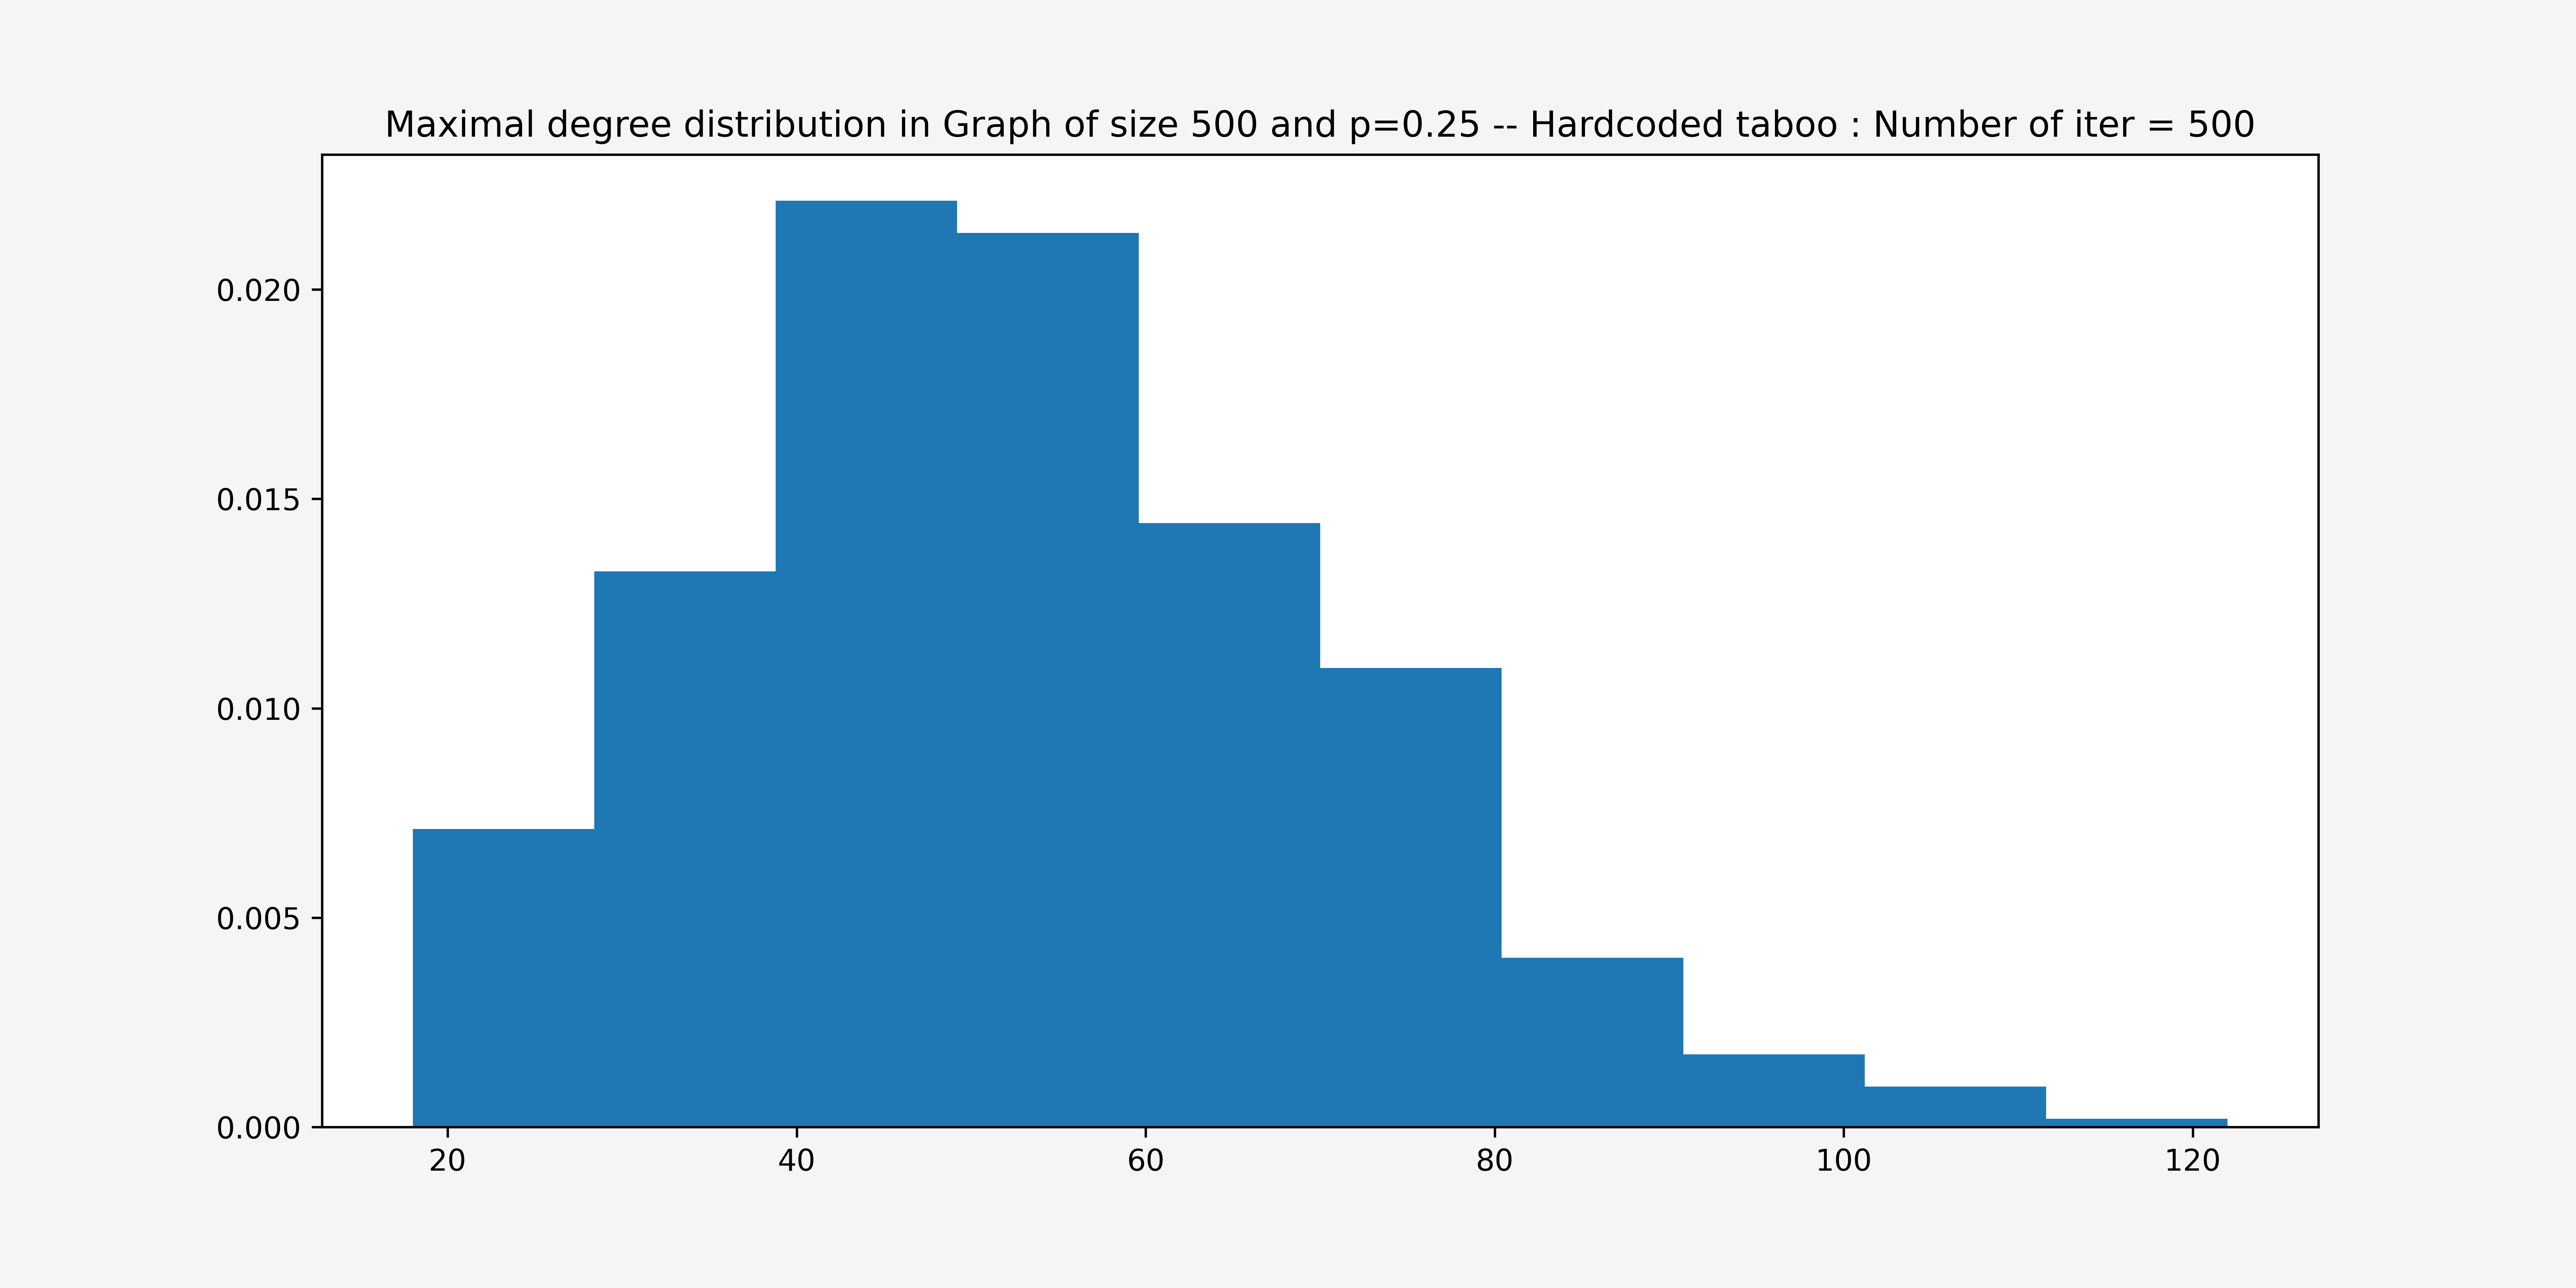 Maximal degree distribution in Graph of size 500 and p=0.25 -- Hardcoded taboo : Number of iter = 500
0.020
0.015
0.010
0.005
0.000
20 40 60 80 100 120